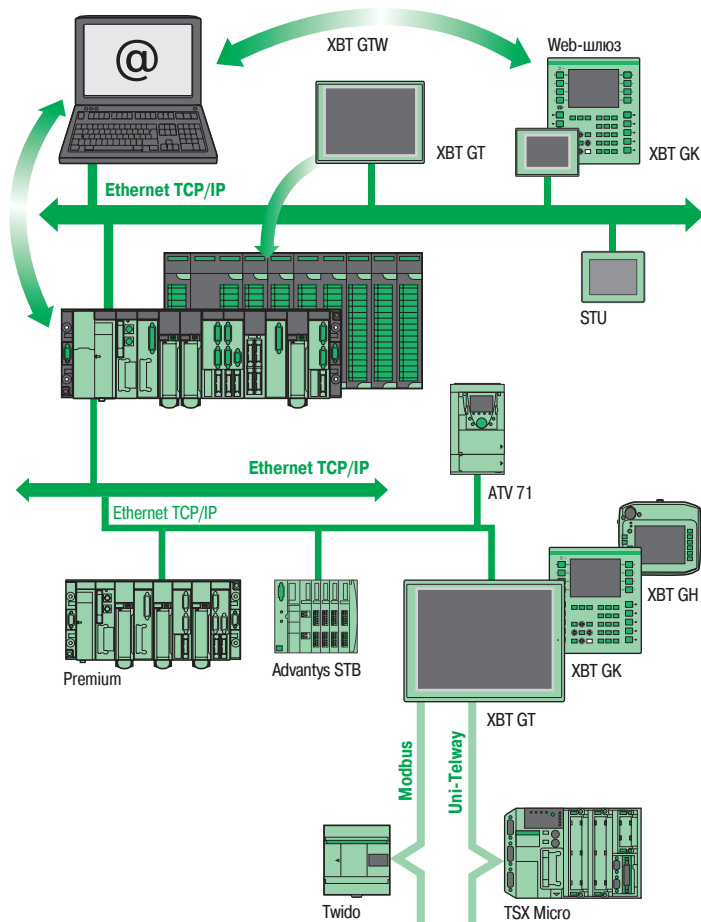 @
XBT GTW
Web-шлюз
XBT GT
XBT GK
Ethernet TCP/IP
STU
Ethernet TCP/IP
ATV 71
Ethernet TCP/IP
XBT GH
Premium
Advantys STB
XBT GK
XBT GT
Modbus
Uni-Telway
Twido
TSX Micro